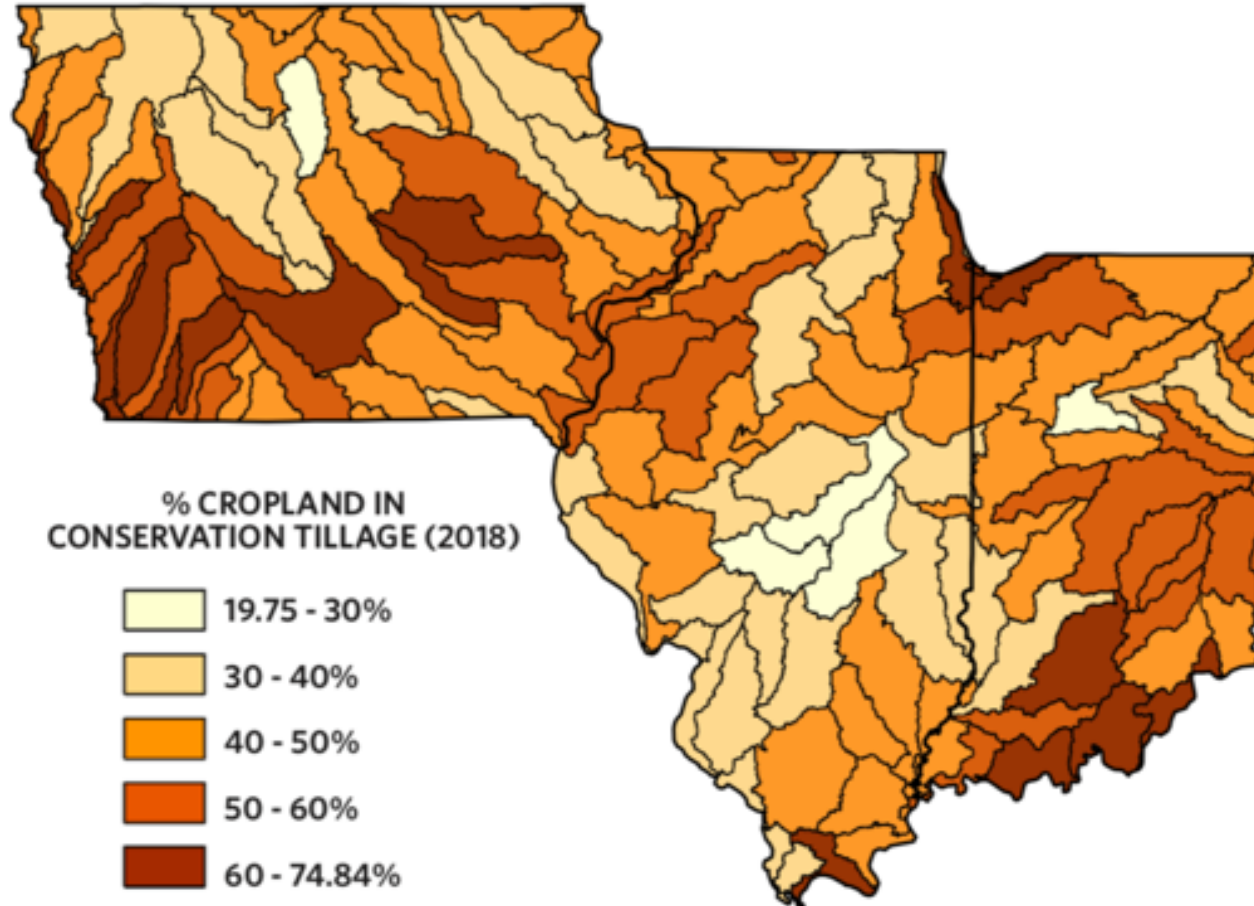 % CROPLAND IN
CONSERVATION TILLAGE (2018)
19.75 - 30%
30 - 40%
40 - 50%
50 - 60%
60 - 74.84%